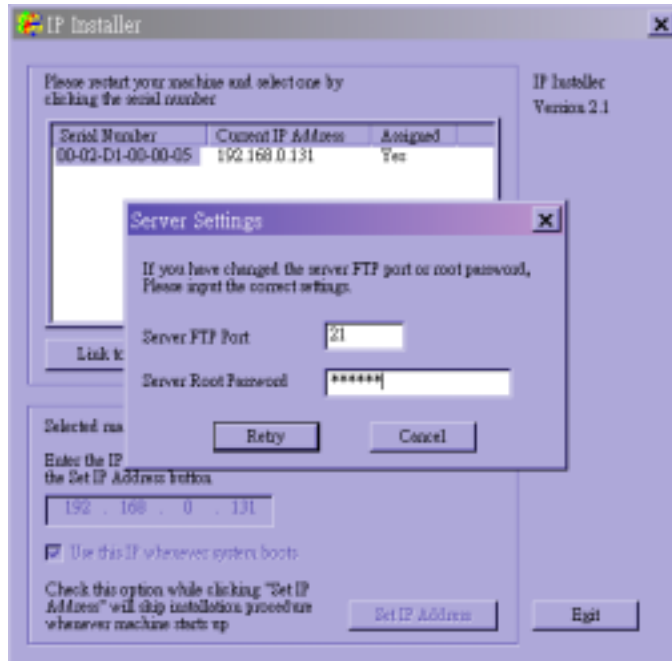 IP Installer
Please restart your machine and select one by
clicking the serial number
IP Installer
Version 2.1
Serial Number Current IP Address Assigned
00-02-D1-00-00-05 192.168.0.131 Yes
Server Settings
If you have changed the server FTP port or root password,
Please input the correct settings.
Server FTP Port 21
Server Root Password ******
Retry Cancel
Link to
Selected
Enter the IP
the Set IP Address button
192 . 168 . 0 . 131
Use this IP whenever system boots
Check this option while clicking "Set IP
Address" will skip installation procedure
whenever machine starts up
Set IP Address
Exit